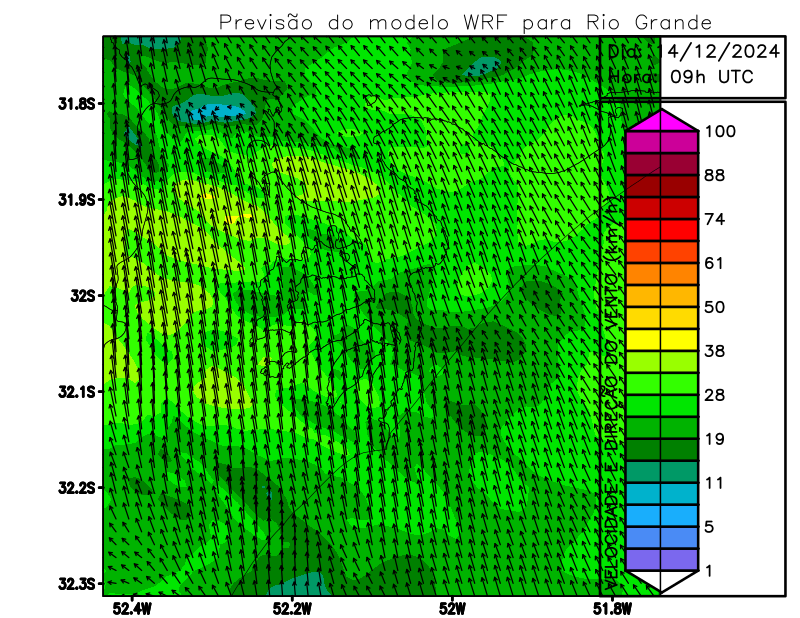 Previsão do modelo WRF para Rio Grande
Dia: 14/12/2024
Hora: 09h UTC
31.8S
31.9S
32S
32.1S
32.2S
32.3S
52.4W
52.2W
52W
51.8W
VELOCIDADE E DIREÇÃO DO VENTO (km/h)
100
88
74
61
50
38
28
19
11
5
1